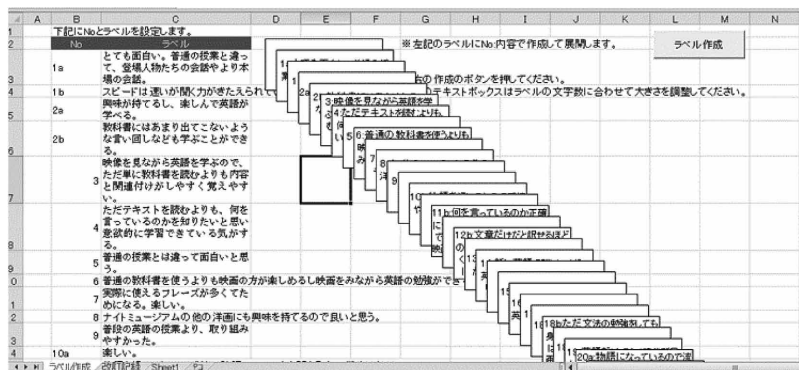 A B C D E F G H I J K L M N
1 下記にNoとラベルを設定します。
2 No ラベル ※左記のラベルにNo:内容で作成して展開します。
ラベル作成
1a とても面白い。普通の授業と違っ
て、登場人物たちの会話やより本
3 場の会話。
右の 作成のボタンを押してください。
4 1b スピードは速いが聞く力がきたえられて
のテキストボックスはラベルの文字数に合わせて大きさを調整してください。
2a 興味が持てるし、楽しんで英語が
5 学べる。
2b 教科書にはあまり出てこないよう
な言い回しなども学ぶことができ
6 る。
映像を見ながら英語を学ぶので、
ただ単に教科書を読むよりも内容
3 と関連付けがしやすく覚えやす
7 い。
ただテキストを読むよりも、何を
言っているのかを知りたいと思い
4 意欲的に学習できている気がす
8 る。
5 普通の授業とは違って面白いと思
9 う。
0 6 普通の教科書を使うよりも映画の方が楽しめるし映画をみながら英語の勉強ができ
7 実際に使えるフレーズが多くてた
1 めになる。楽しい。
2 8 ナイトミュージアムの他の洋画にも興味を持てるので良いと思う。
9 普段の英語の授業より、取り組み
3 やすかった。
4 10a 楽しい。
3:映像を見ながら英語を学
4:ただテキストを読むよりも、
6:普通の教科書を使うよりも
11b:何を言っているのか正確
12b:文章だけだと訳せるほど
18b:ただ文法の勉強をしても
20a:物語になっているので流
ラベル作成 改訂記録 Sheet1